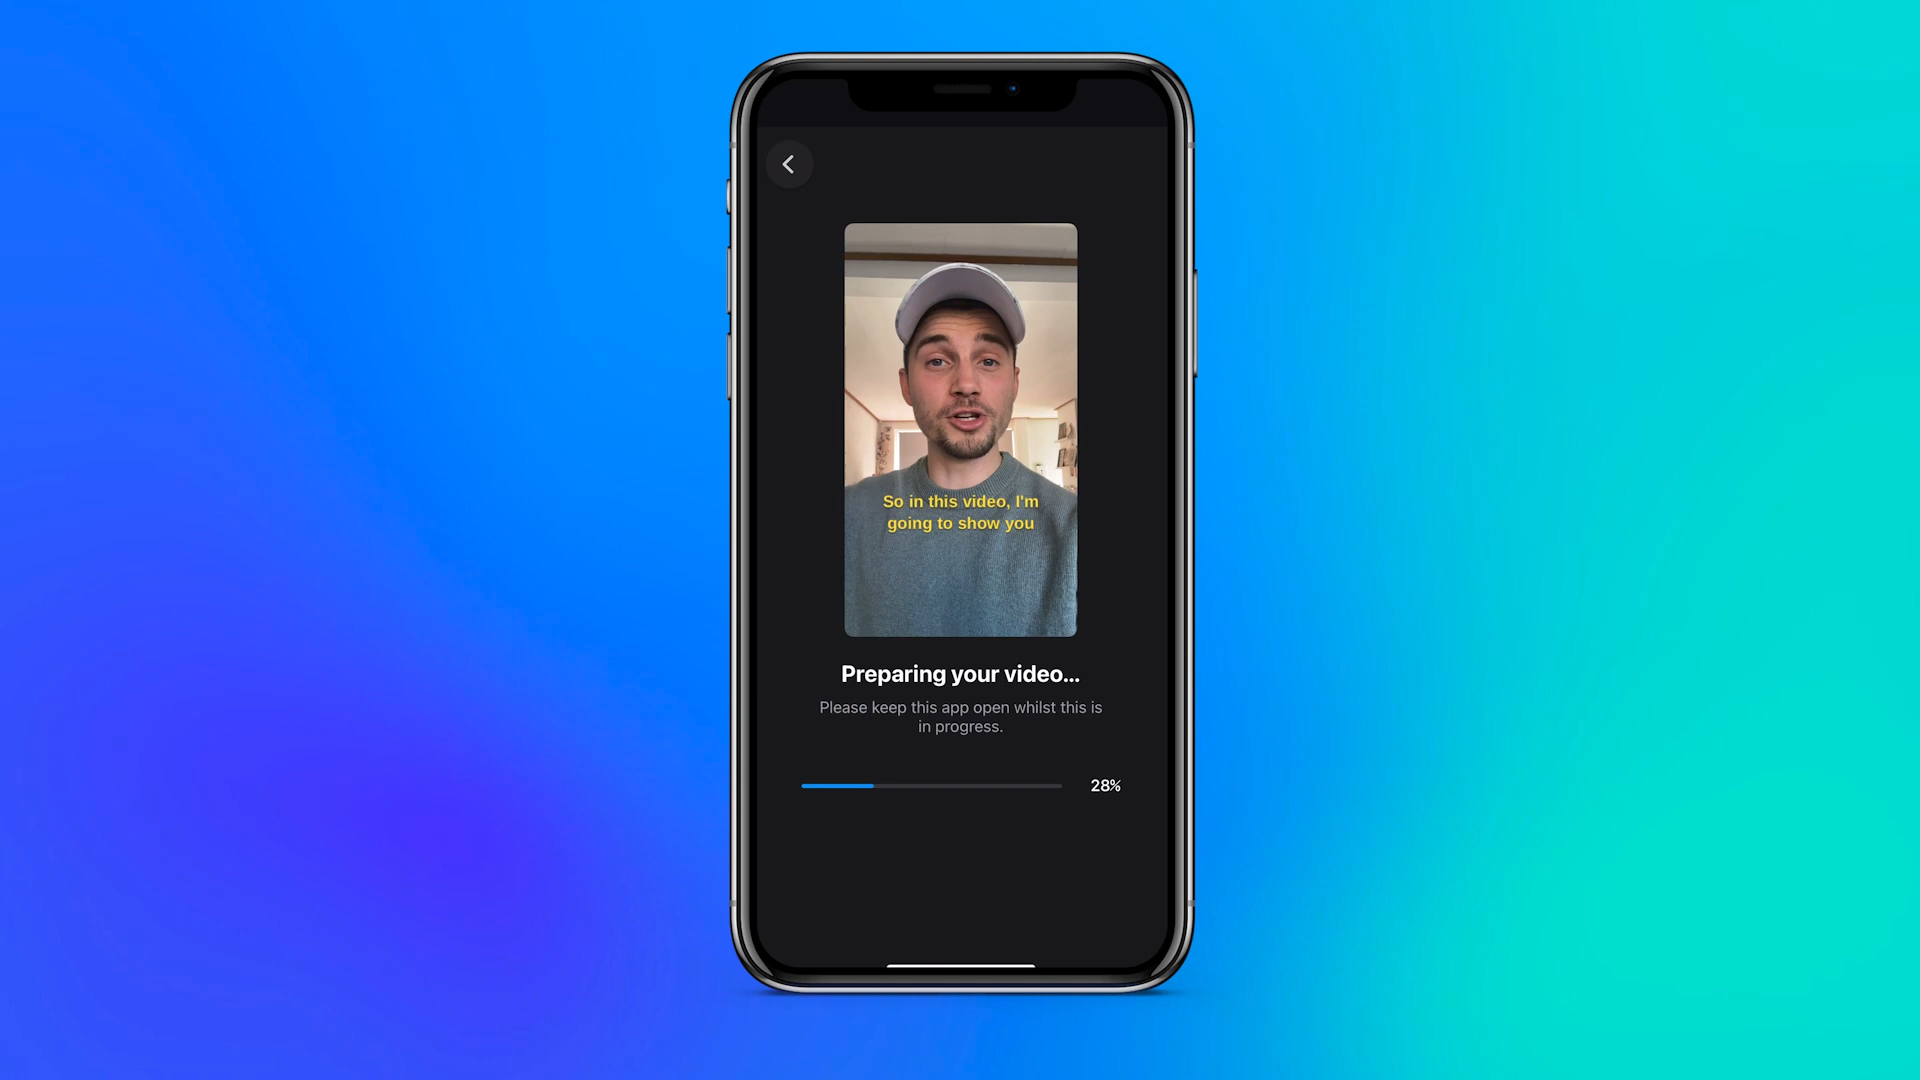 So in this video, I'm
going to show you
Preparing your video...
Please keep this app open whilst this is
in progress.
28%